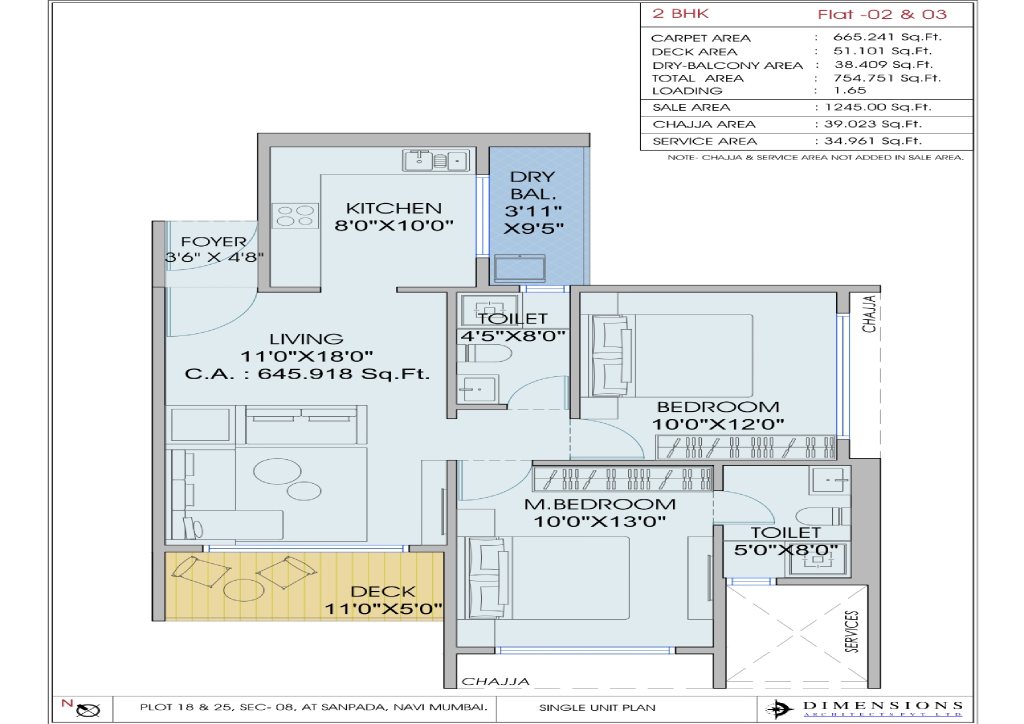 2 BHK Flat -02 & 03
CARPET AREA : 665.241 Sq.Ft.
DECK AREA : 51.101 Sq.Ft.
DRY-BALCONY AREA : 38.409 Sq.Ft.
TOTAL AREA : 754.751 Sq.Ft.
LOADING : 1.65
SALE AREA : 1245.00 Sq.Ft.
CHAJJA AREA : 39.023 Sq.Ft.
SERVICE AREA : 34.961 Sq.Ft.
NOTE- CHAJJA & SERVICE AREA NOT ADDED IN SALE AREA.
DRY
BAL.
3'11"
X9'5"
KITCHEN
8'0"X10'0"
FOYER
3'6" X 4'8"
CHAJJA
TOILET
4'5"X8'0"
LIVING
11'0"X18'0"
C.A. : 645.918 Sq.Ft.
BEDROOM
10'0"X12'0"
M.BEDROOM
10'0"X13'0"
TOILET
5'0"X8'0"
DECK
11'0"X5'0"
SERVICES
CHAJJA
N
PLOT 18 & 25, SEC- 08, AT SANPADA, NAVI MUMBAI.
SINGLE UNIT PLAN
DIMENSIONS
ARCHITECTS PVT. LTD